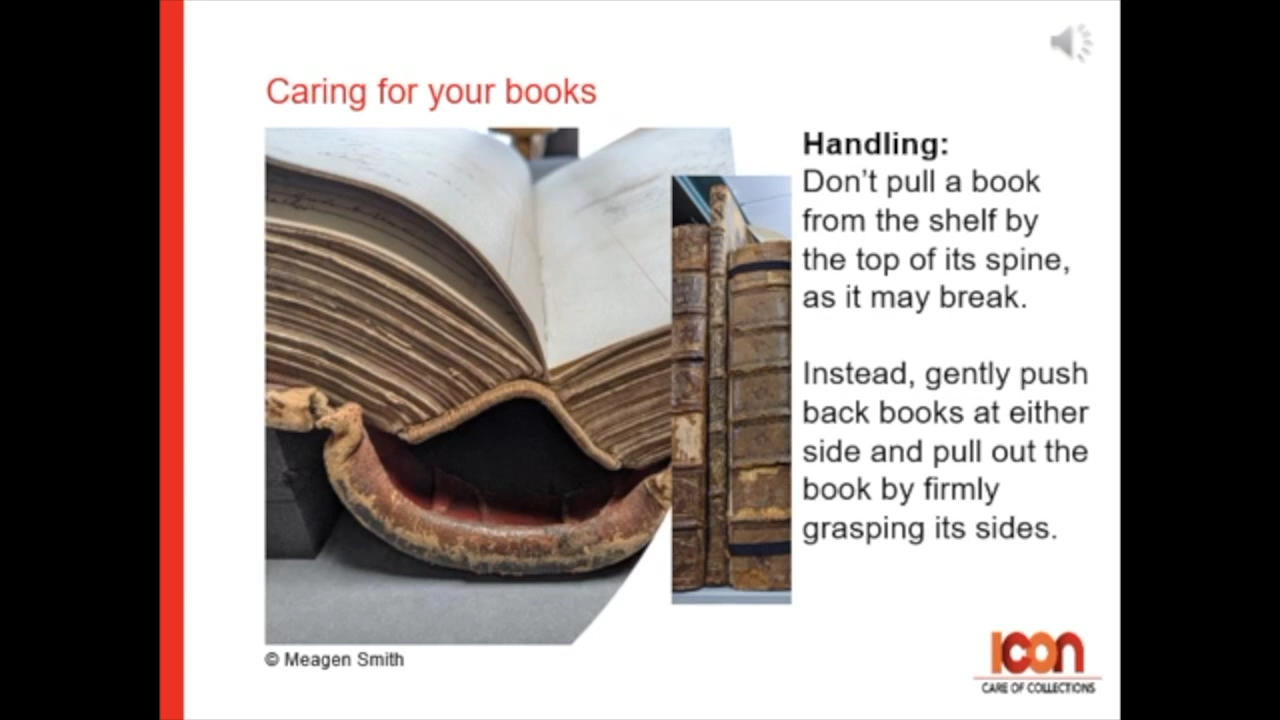 Caring for your books
Handling:
Don’t pull a book
from the shelf by
the top of its spine,
as it may break.
Instead, gently push
back books at either
side and pull out the
book by firmly
grasping its sides.
© Meagen Smith
Icon
CARE OF COLLECTIONS